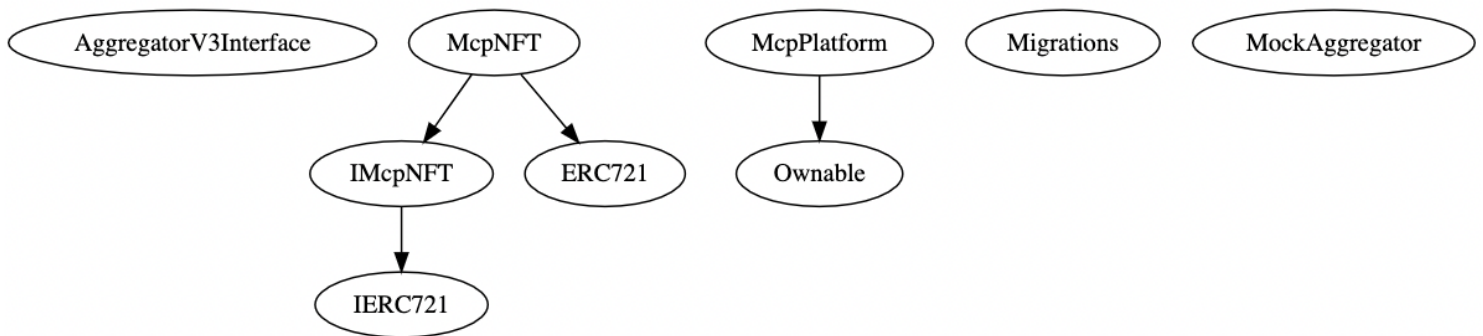 AggregatorV3Interface
McpNFT
McpPlatform
Migrations
MockAggregator
IMcpNFT
ERC721
Ownable
IERC721